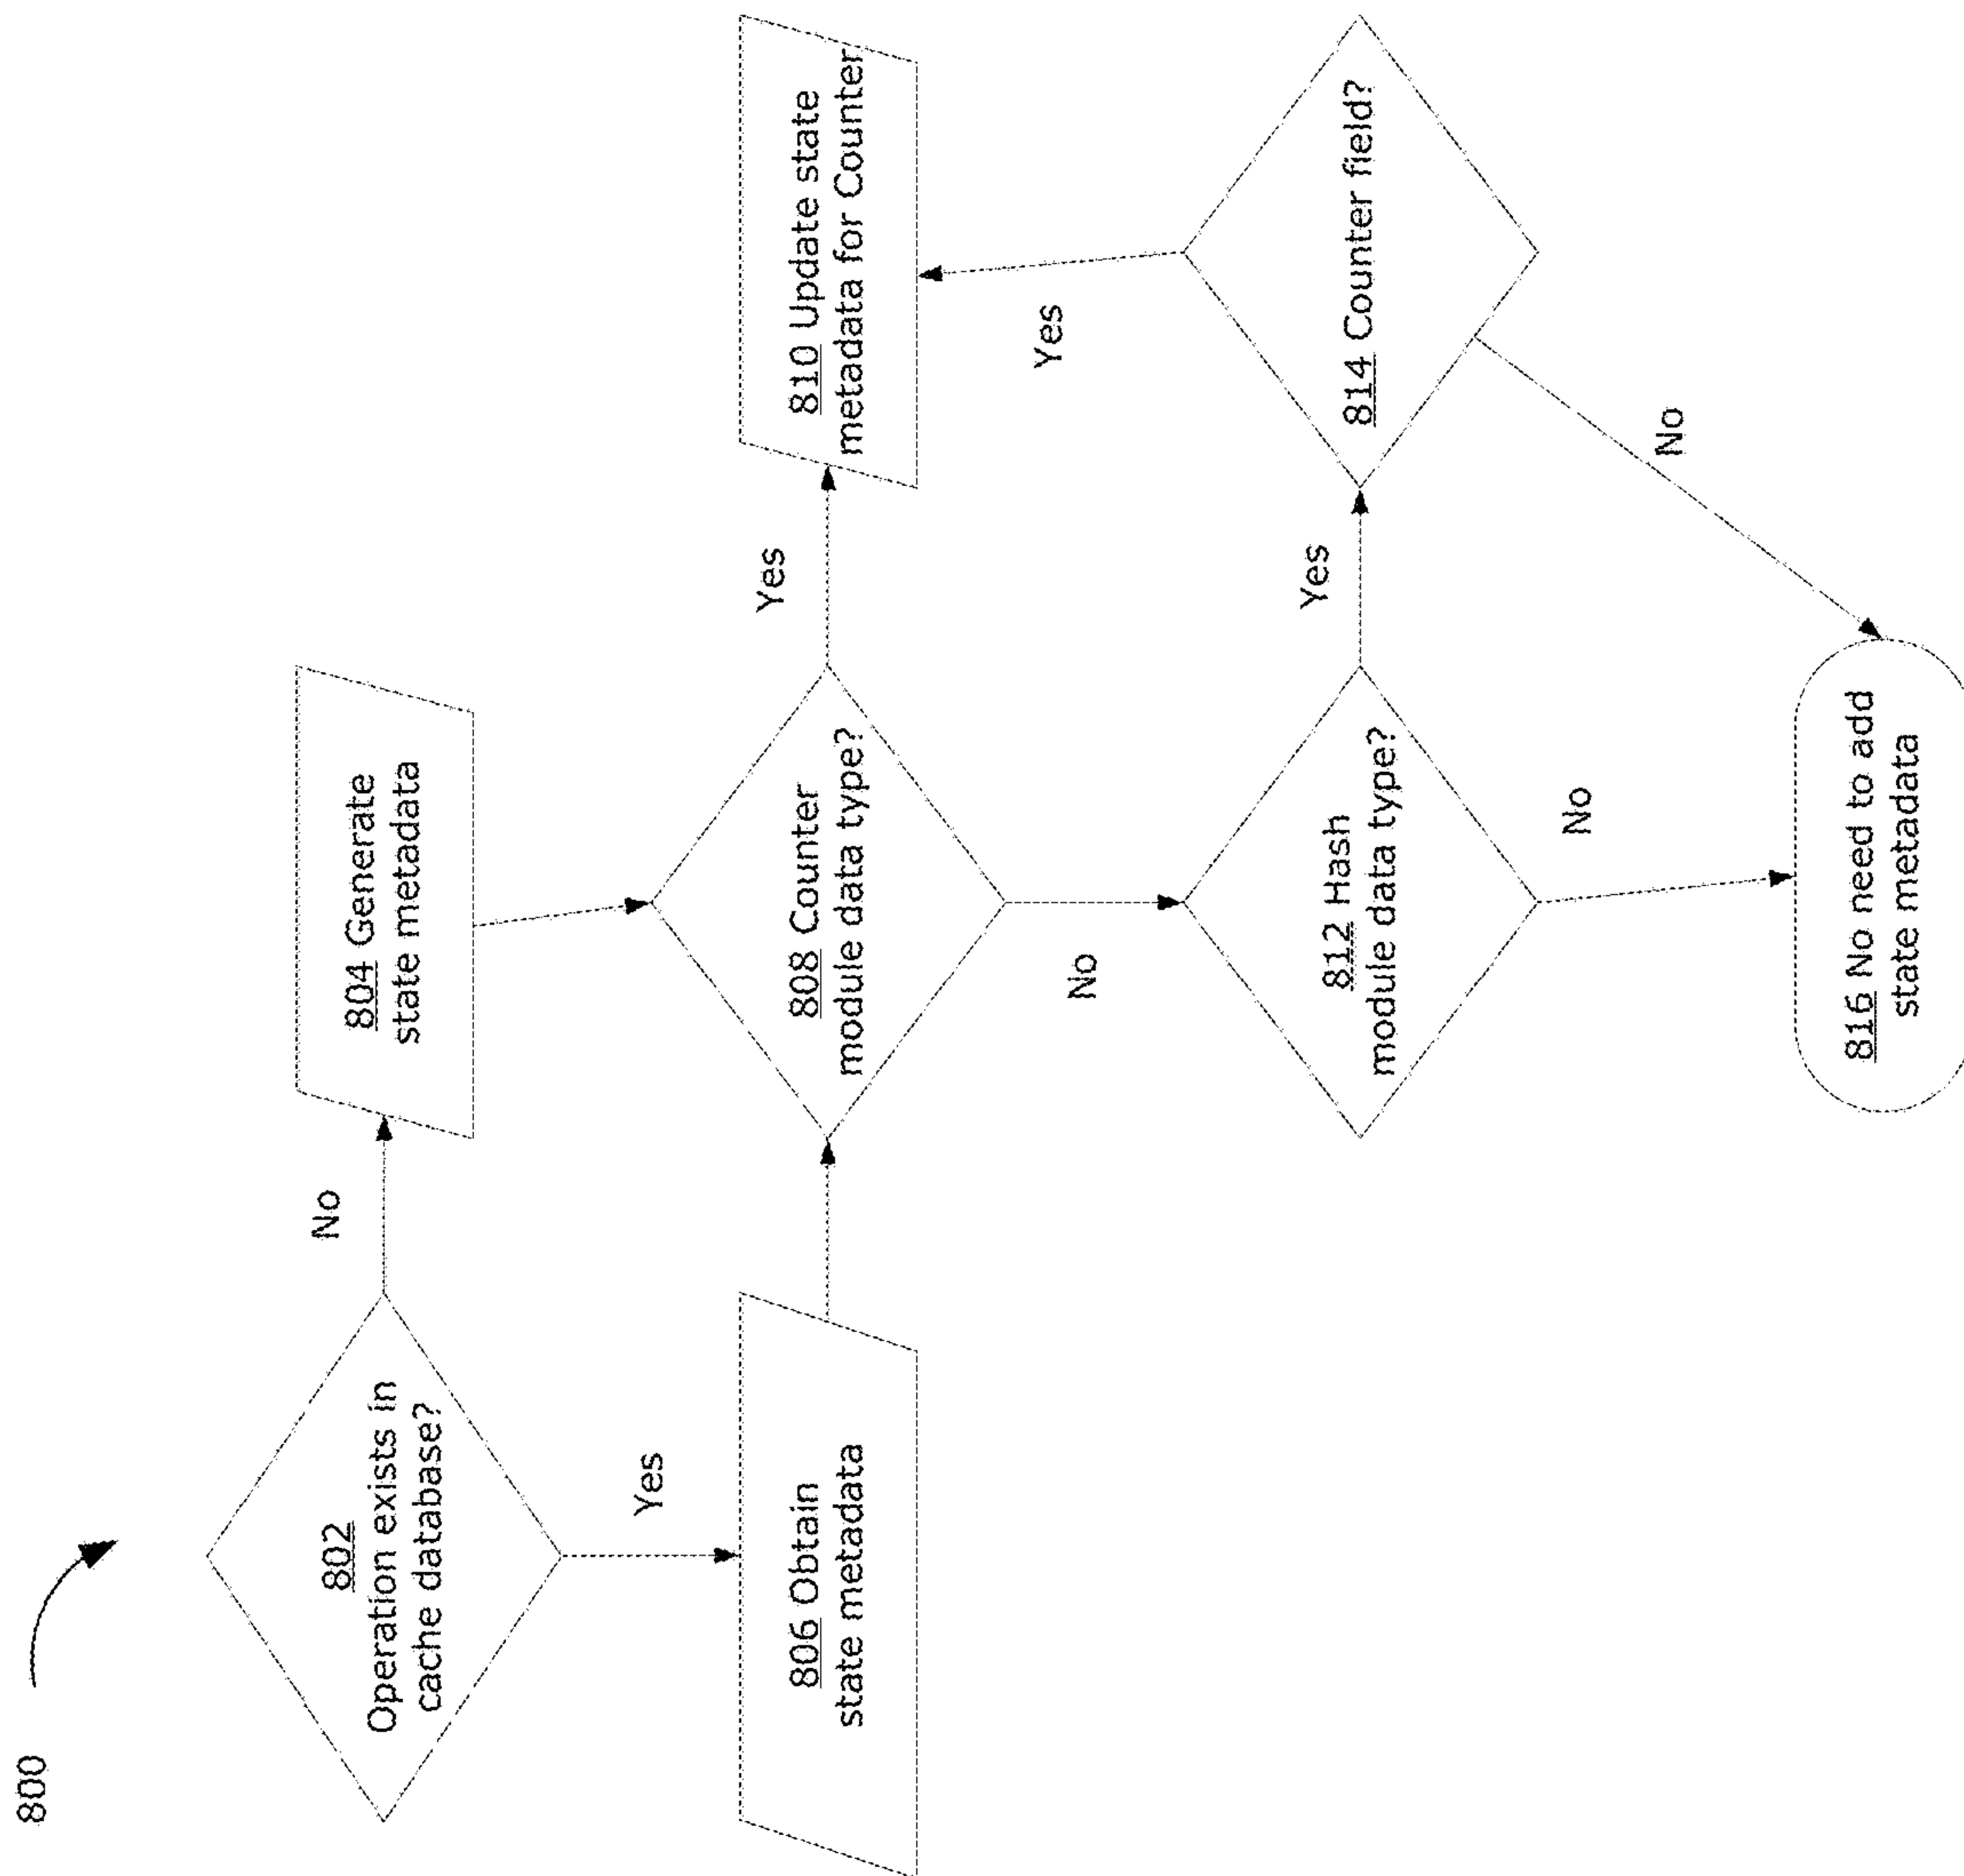 800
802
Operation exists in
cache database?
No
804 Generate
state metadata
Yes
806 Obtain
state metadata
808 Counter
module data type?
Yes
810 Update state
metadata for Counter
No
812 Hash
module data type?
Yes
814 Counter field?
Yes
No
No
816 No need to add
state metadata